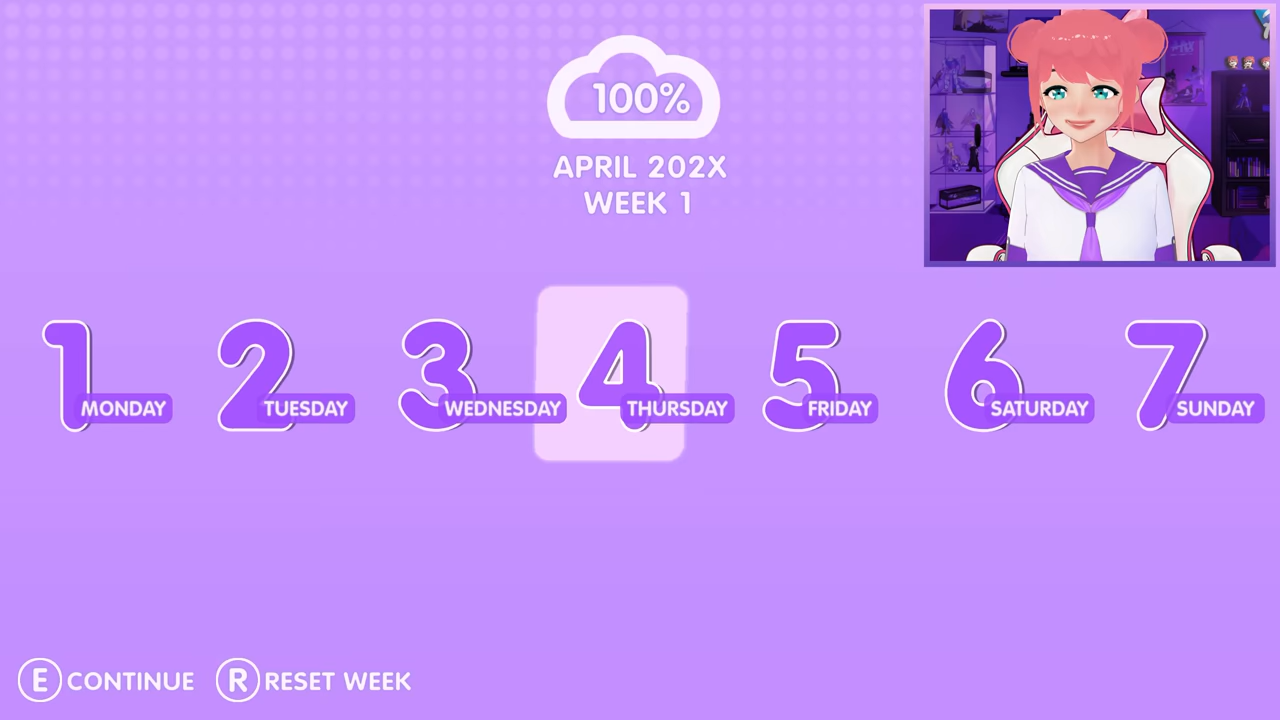 100%
APRIL 202X
WEEK 1
1
MONDAY
2
TUESDAY
3
WEDNESDAY
4
THURSDAY
5
FRIDAY
6
SATURDAY
7
SUNDAY
E CONTINUE R RESET WEEK